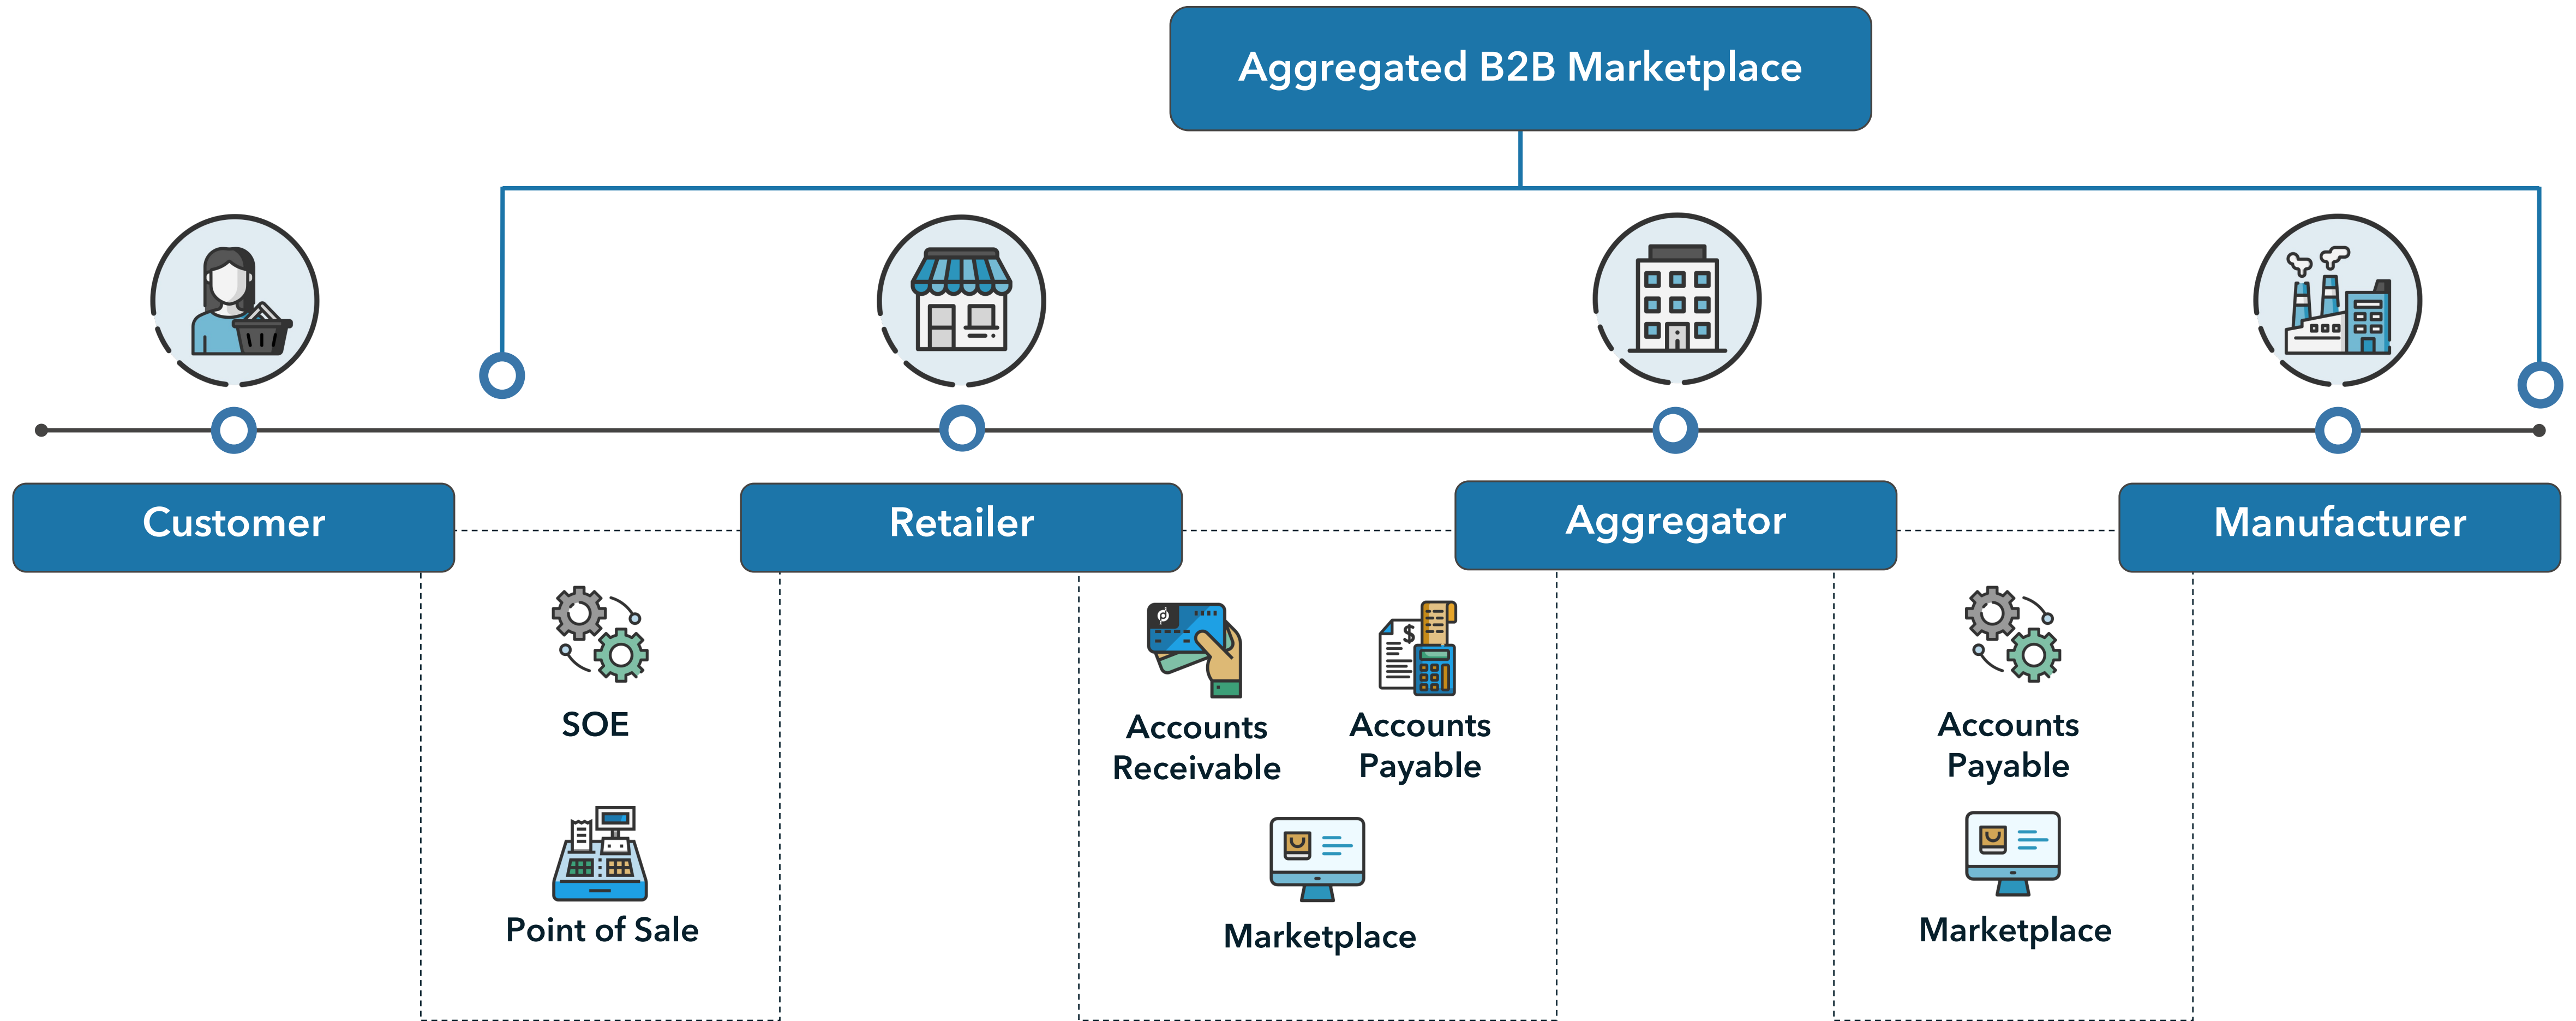 Aggregated B2B Marketplace
Customer
Retailer
Aggregator
Manufacturer
SOE
Point of Sale
Accounts
Receivable
$
Accounts
Payable
Marketplace
Accounts
Payable
Marketplace